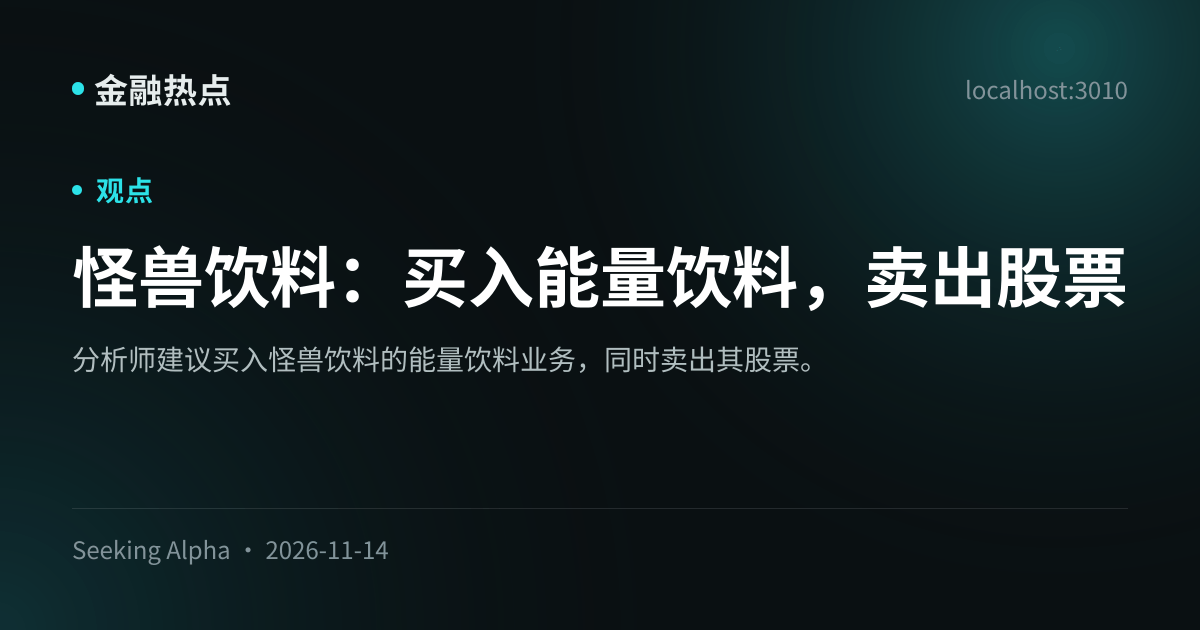 金融热点
localhost:3010
观点
怪兽饮料：买入能量饮料，卖出股票
分析师建议买入怪兽饮料的能量饮料业务，同时卖出其股票。
Seeking Alpha · 2026-11-14